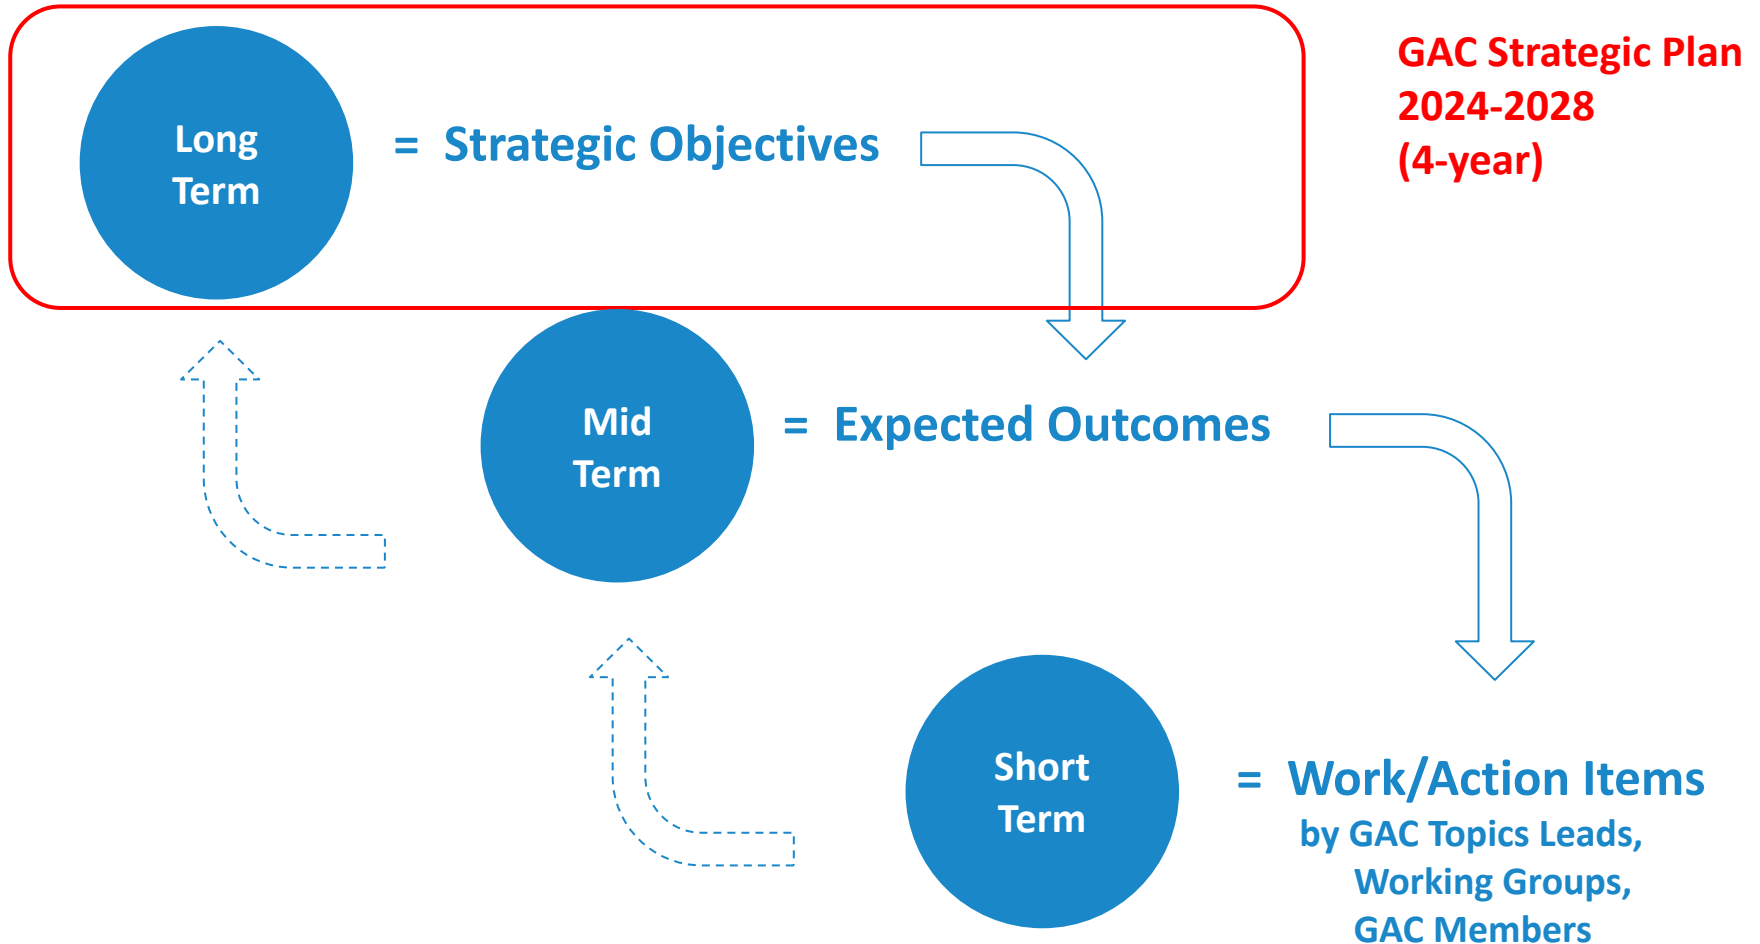 GAC Strategic Plan
2024-2028
(4-year)
Long
Term
= Strategic Objectives
Mid
Term
= Expected Outcomes
Short
Term
= Work/Action Items
by GAC Topics Leads,
Working Groups,
GAC Members